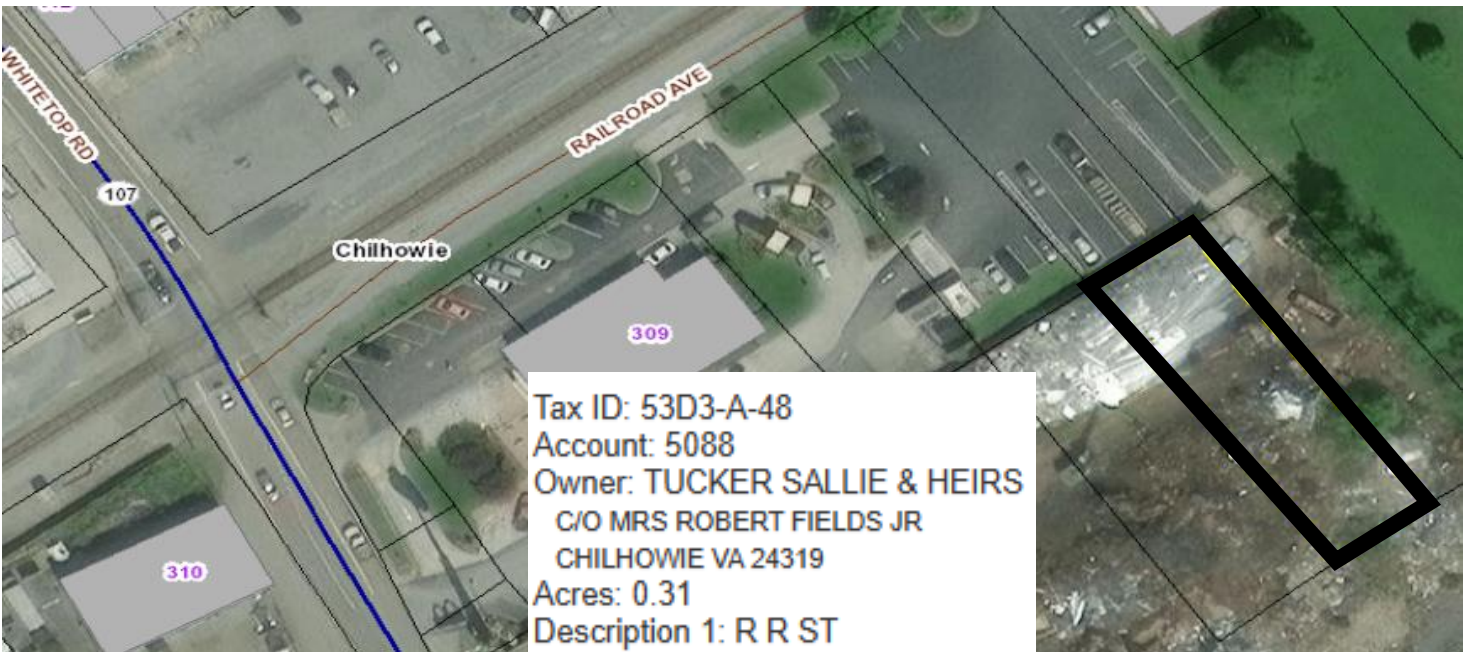 WHITETOP RD
107
RAILROAD AVE
Chilhowie
309
310
Tax ID: 53D3-A-48
Account: 5088
Owner: TUCKER SALLIE & HEIRS
C/O MRS ROBERT FIELDS JR
CHILHOWIE VA 24319
Acres: 0.31
Description 1: R R ST